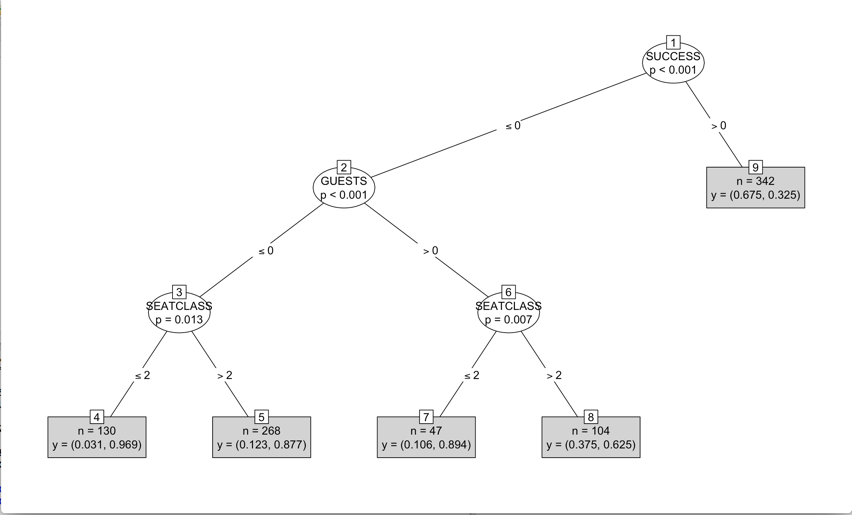 1
SUCCESS
p < 0.001
≤ 0
> 0
2
GUESTS
p < 0.001
9
n = 342
y = (0.675, 0.325)
≤ 0
> 0
3
SEATCLASS
p = 0.013
6
SEATCLASS
p = 0.007
≤ 2
> 2
≤ 2
> 2
4
n = 130
y = (0.031, 0.969)
5
n = 268
y = (0.123, 0.877)
7
n = 47
y = (0.106, 0.894)
8
n = 104
y = (0.375, 0.625)